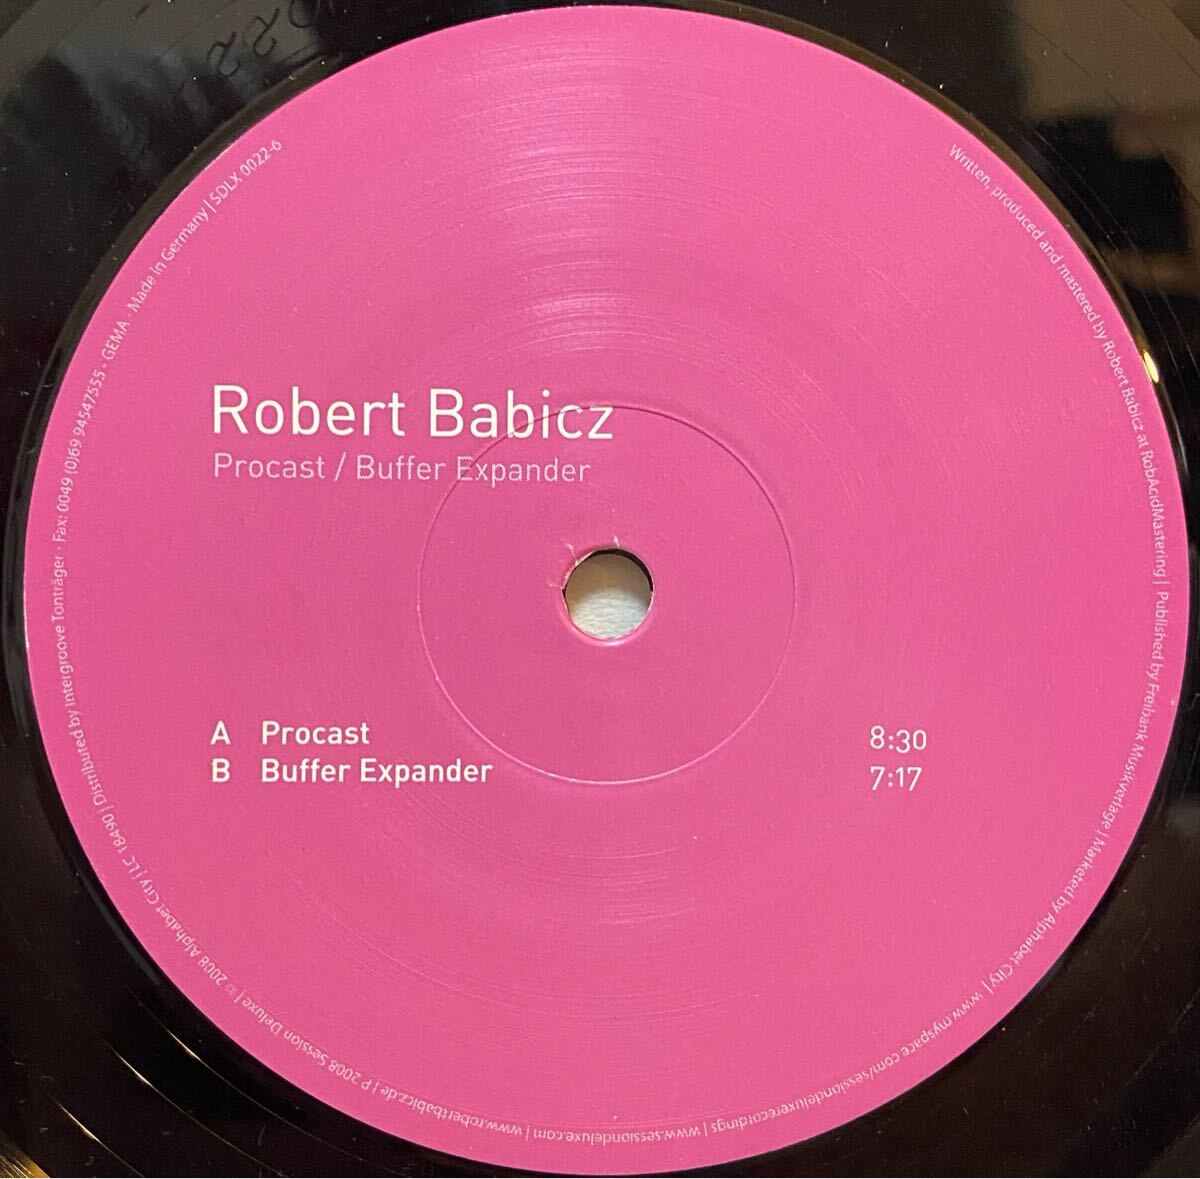 Robert Babicz
Procast / Buffer Expander
A Procast 8:30
B Buffer Expander 7:17
Written, produced and mastered by Robert Babicz at RobAcidMastering | Published by Freibank Musikverlage | Marketed by Alphabet City | www.myspace.com/sessiondeluxerecordings | www.sessiondeluxe.com | www.robertbabicz.de | P 2008 Session Deluxe | © 2008 Alphabet City | LC 18490 | Distributed by Intergroove Tonträger · Fax: 0049 (0)69 94547555 · GEMA · Made in Germany | SDLX 0022-6